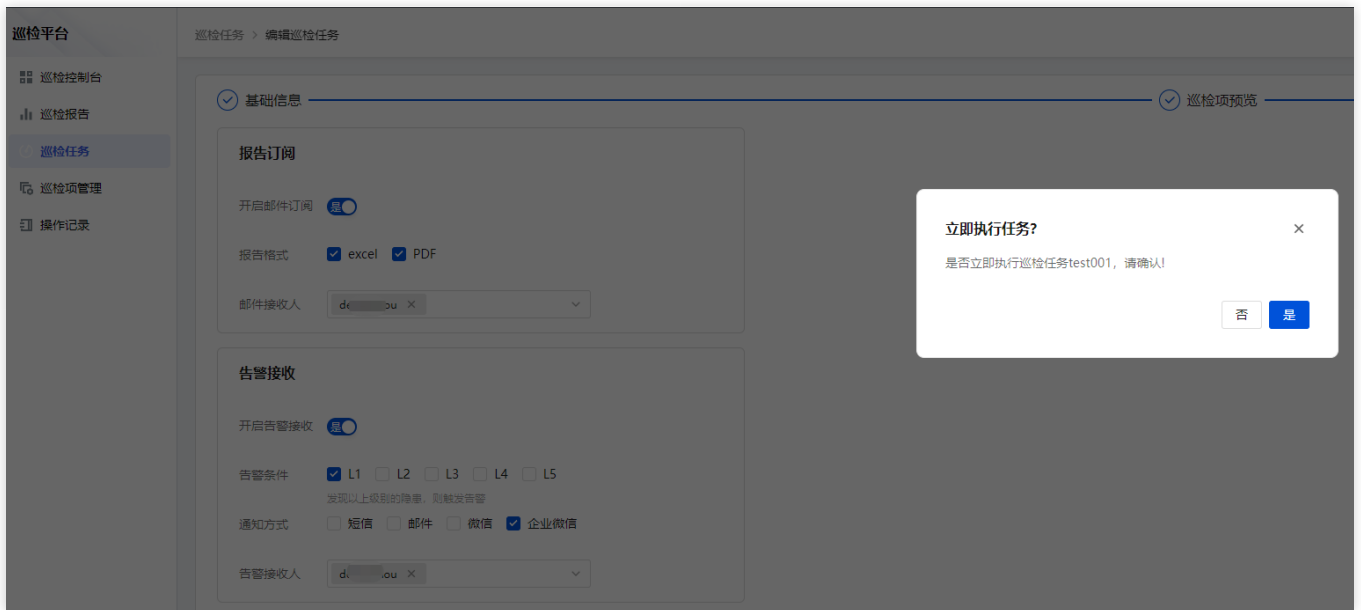 巡检平台
巡检控制台
巡检报告
巡检任务
巡检项管理
操作记录
巡检任务 > 编辑巡检任务
基础信息
巡检项预览
报告订阅
开启邮件订阅 是
报告格式 excel PDF
邮件接收人
告警接收
开启告警接收 是
告警条件 L1 L2 L3 L4 L5
发现以上级别的隐患，则触发告警
通知方式 短信 邮件 微信 企业微信
告警接收人
立即执行任务?
是否立即执行巡检任务test001，请确认!
否 是